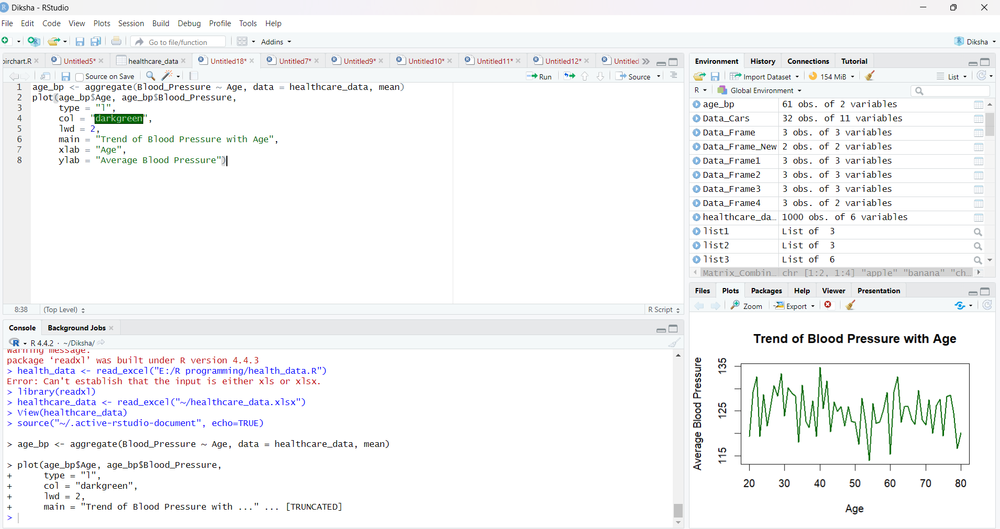 Diksha - RStudio
File Edit Code View Plots Session Build Debug Profile Tools Help
Go to file/function Addins Diksha
oirchart.R Untitled5* healthcare_data Untitled18* Untitled7* Untitled9* Untitled10* Untitled11* Untitled12* Untitled
Source on Save Run Source
1 age_bp <- aggregate(Blood_Pressure ~ Age, data = healthcare_data, mean)
2 plot(age_bp$Age, age_bp$Blood_Pressure,
3 type = "l",
4 col = "darkgreen",
5 lwd = 2,
6 main = "Trend of Blood Pressure with Age",
7 xlab = "Age",
8 ylab = "Average Blood Pressure")
8:38 (Top Level) R Script
Console Background Jobs
R 4.4.2 · ~/Diksha/
Warning message:
package ‘readxl’ was built under R version 4.4.3
> health_data <- read_excel("E:/R programming/health_data.R")
Error: Can't establish that the input is either xls or xlsx.
> library(readxl)
> healthcare_data <- read_excel("~/healthcare_data.xlsx")
> View(healthcare_data)
> source("~/.active-rstudio-document", echo=TRUE)
> age_bp <- aggregate(Blood_Pressure ~ Age, data = healthcare_data, mean)
> plot(age_bp$Age, age_bp$Blood_Pressure,
+ type = "l",
+ col = "darkgreen",
+ lwd = 2,
+ main = "Trend of Blood Pressure with ..." ... [TRUNCATED]
>
Environment History Connections Tutorial
Import Dataset 154 MiB List
R Global Environment
age_bp 61 obs. of 2 variables
Data_Cars 32 obs. of 11 variables
Data_Frame 3 obs. of 3 variables
Data_Frame_New 2 obs. of 2 variables
Data_Frame1 3 obs. of 3 variables
Data_Frame2 3 obs. of 3 variables
Data_Frame3 3 obs. of 3 variables
Data_Frame4 3 obs. of 2 variables
healthcare_da… 1000 obs. of 6 variables
list1 List of 3
list2 List of 3
list3 List of 6
Matrix_Combin… chr [1:2, 1:4] "apple" "banana" "ch…
Files Plots Packages Help Viewer Presentation
Zoom Export
Trend of Blood Pressure with Age
Average Blood Pressure
135
125
115
20 30 40 50 60 70 80
Age